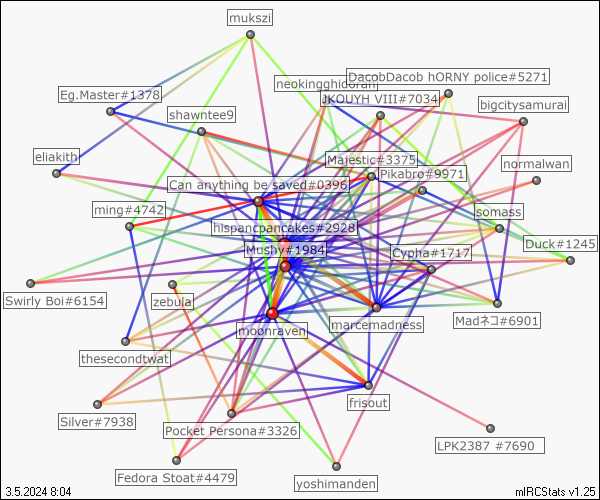 mukszi
DacobDacob hORNY police#5271
neokingghidorah
Eg.Master#1378
JKOUYH VIII#7034
bigcitysamurai
shawntee9
eliakith
Majestic#3375
normalwan
Pikabro#9971
Can anything be saved#0396
ming#4742
somass
hispancpancakes#2928
Duck#1245
Mushy#1984
Cypha#1717
Swirly Boi#6154
zebula
Madネコ#6901
moonraven
marcemadness
thesecondtwat
frisout
Silver#7938
Pocket Persona#3326
LPK2387 #7690
Fedora Stoat#4479
yoshimanden
3.5.2024 8:04
mIRCStats v1.25